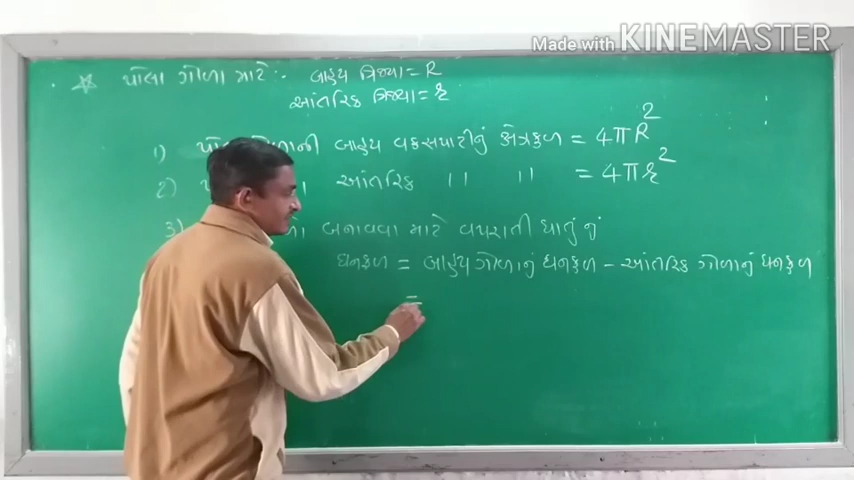 Made with KINEMASTER
પોલા ગોળા માટે:- બાહ્ય ત્રિજ્યા = R
આંતરિક ત્રિજ્યા = r
1) ની બાહ્ય વક્રસપાટીનું ક્ષેત્રફળ = 4πR²
2) આંતરિક " " = 4πr²
3) બનાવવા માટે વપરાતી ધાતુંનું
ઘનફળ = બાહ્ય ગોળાનું ઘનફળ - આંતરિક ગોળાનું ઘનફળ
=